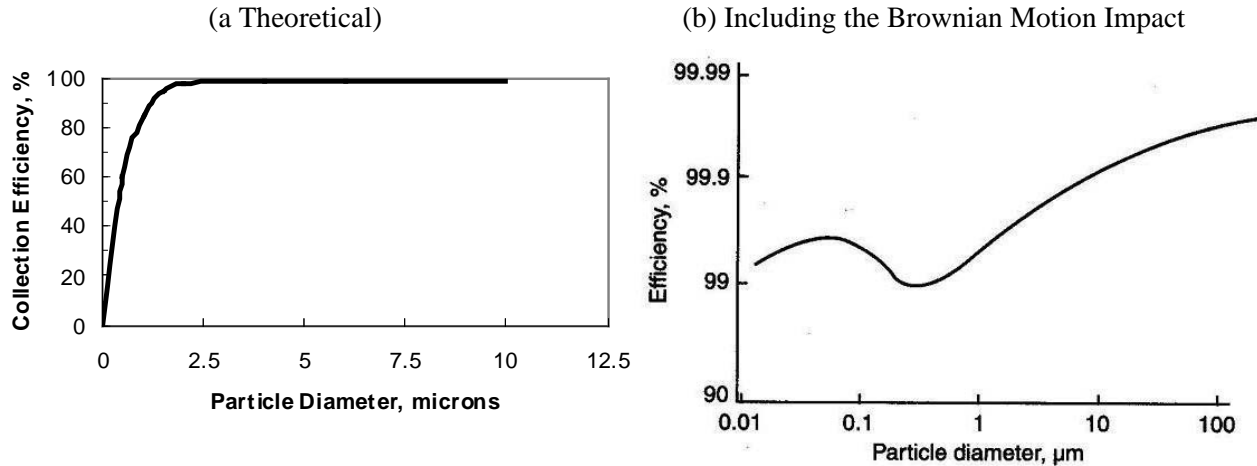 (a Theoretical)
Collection Efficiency, %
100
80
60
40
20
0
0 2.5 5 7.5 10 12.5
Particle Diameter, microns
(b) Including the Brownian Motion Impact
Efficiency, %
99.99
99.9
99
90
0.01 0.1 1 10 100
Particle diameter, µm